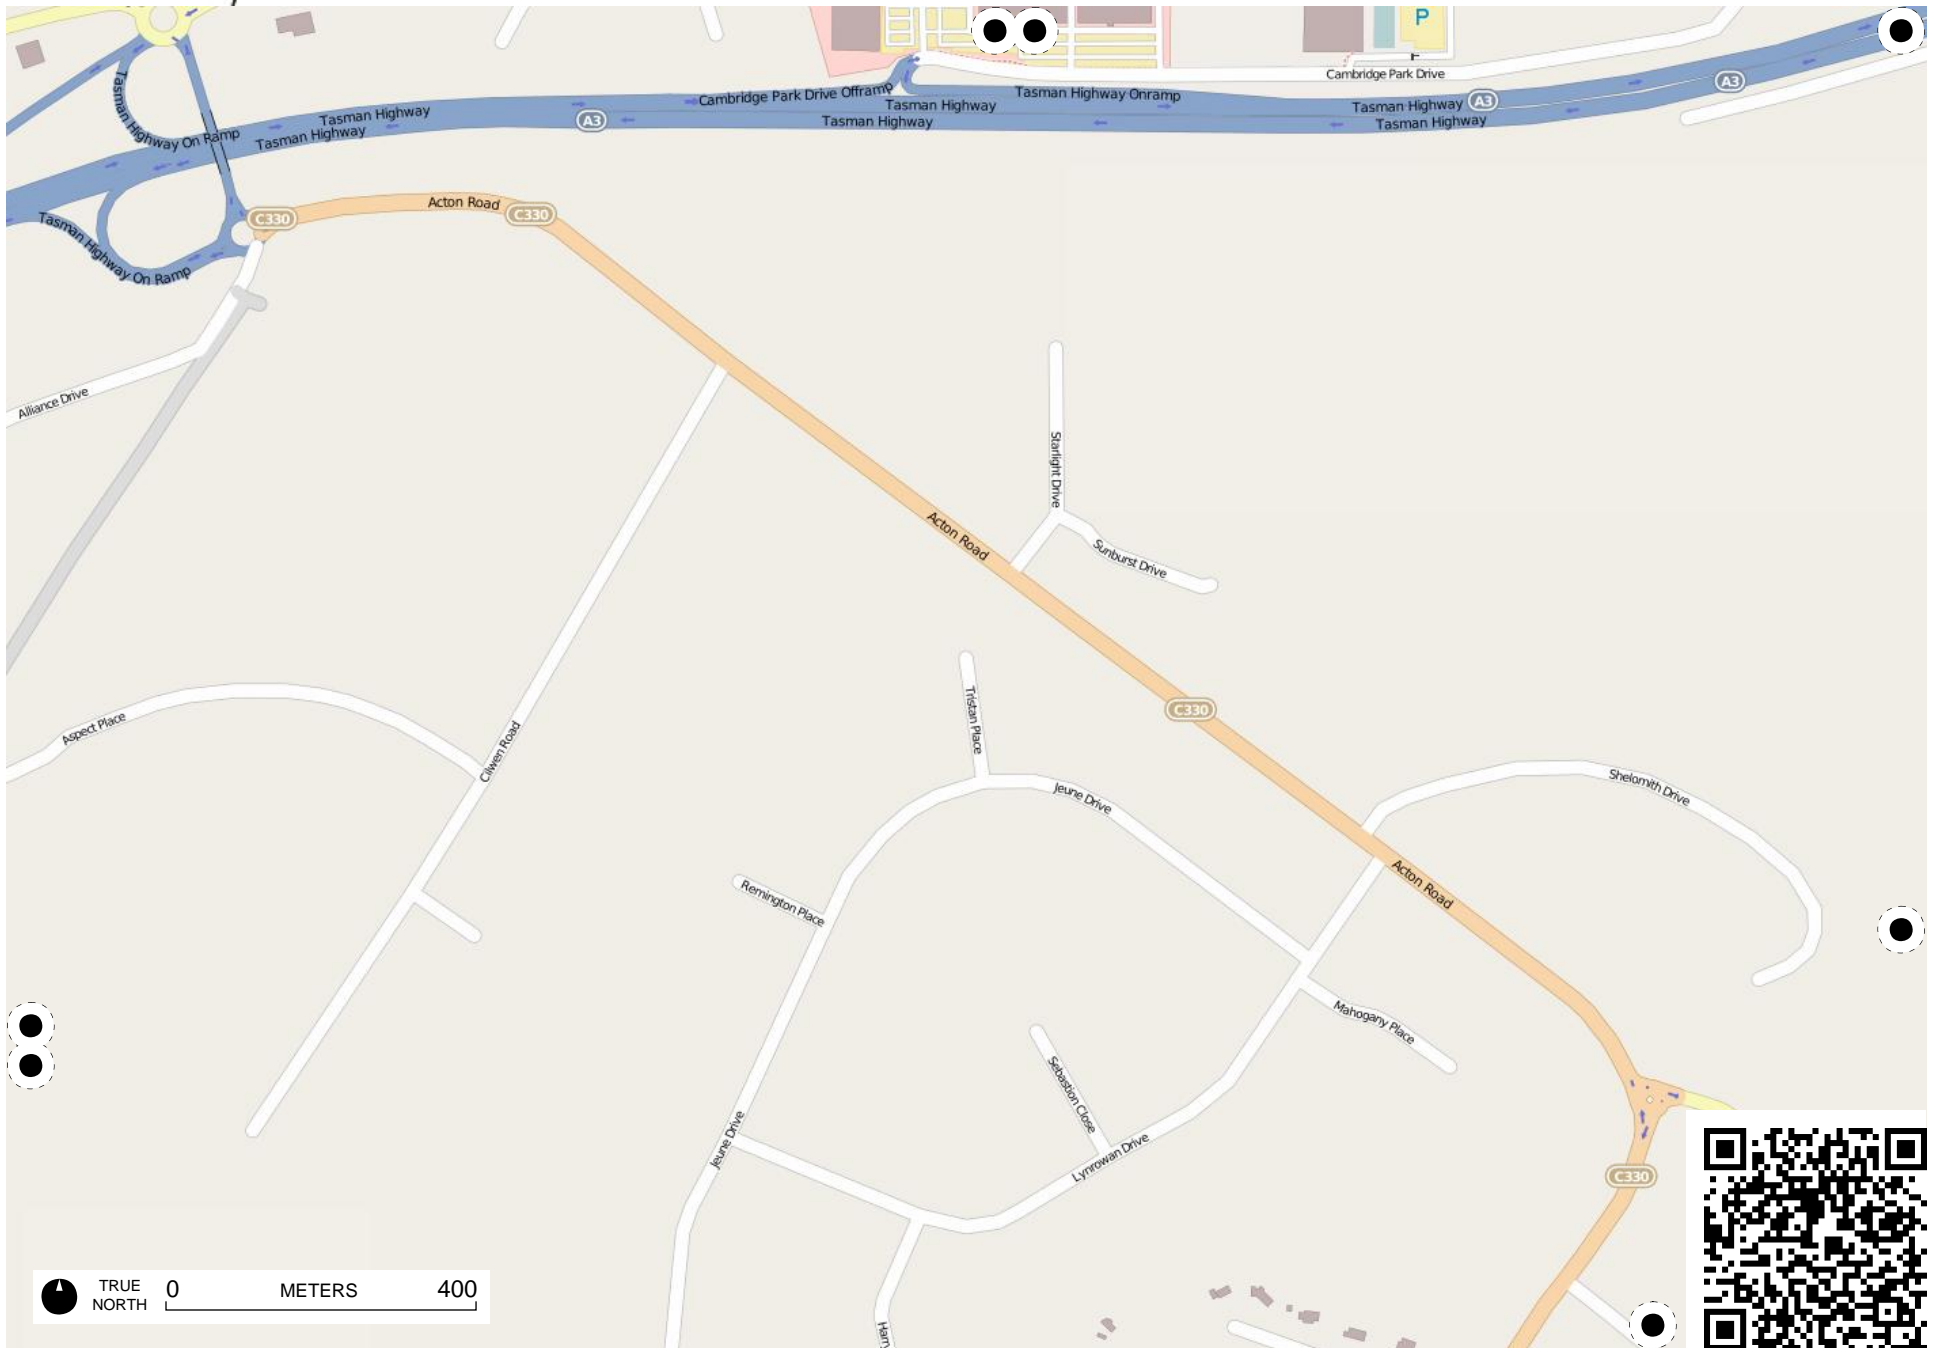 P
Cambridge Park Drive
A3
Cambridge Park Drive Offramp
Tasman Highway Onramp
Tasman Highway
A3
Tasman Highway
Tasman Highway
Tasman Highway
A3
Tasman Highway
Tasman Highway
Tasman Highway On Ramp
Tasman Highway
Acton Road
C330
C330
Tasman Highway On Ramp
Alliance Drive
Starlight Drive
Acton Road
Sunburst Drive
Tristan Place
C330
Aspect Place
Cilwen Road
Jeune Drive
Shelomith Drive
Acton Road
Remington Place
Mahogany Place
Sebastion Close
Jeune Drive
Lynrowan Drive
C330
TRUE NORTH
0 METERS 400